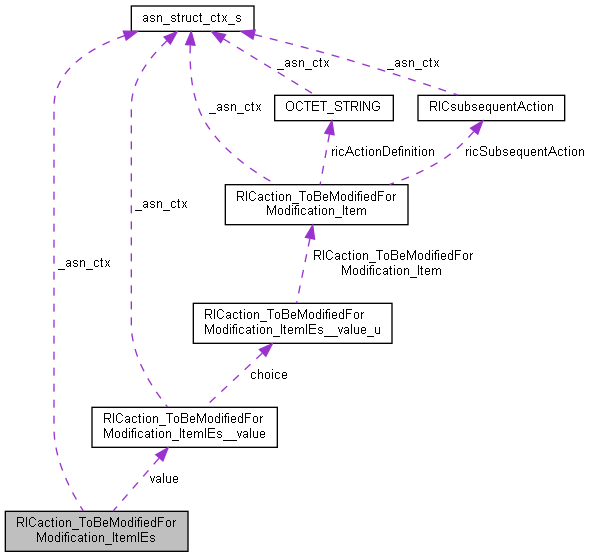 asn_struct_ctx_s
_asn_ctx
_asn_ctx
OCTET_STRING
RICsubsequentAction
_asn_ctx
ricActionDefinition
ricSubsequentAction
RICaction_ToBeModifiedFor
Modification_Item
_asn_ctx
RICaction_ToBeModifiedFor
Modification_Item
_asn_ctx
RICaction_ToBeModifiedFor
Modification_ItemIEs__value_u
choice
RICaction_ToBeModifiedFor
Modification_ItemIEs__value
value
RICaction_ToBeModifiedFor
Modification_ItemIEs